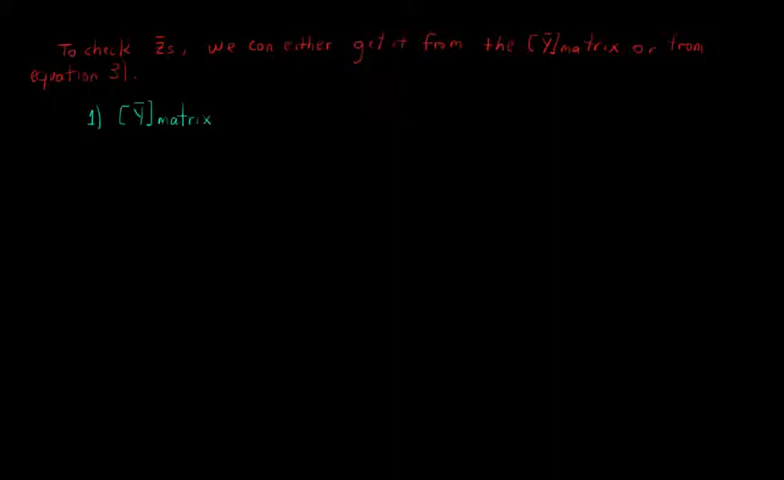 To check z̄s, we can either get it from the [Ȳ]matrix or from
equation 31.
1) [Ȳ]matrix